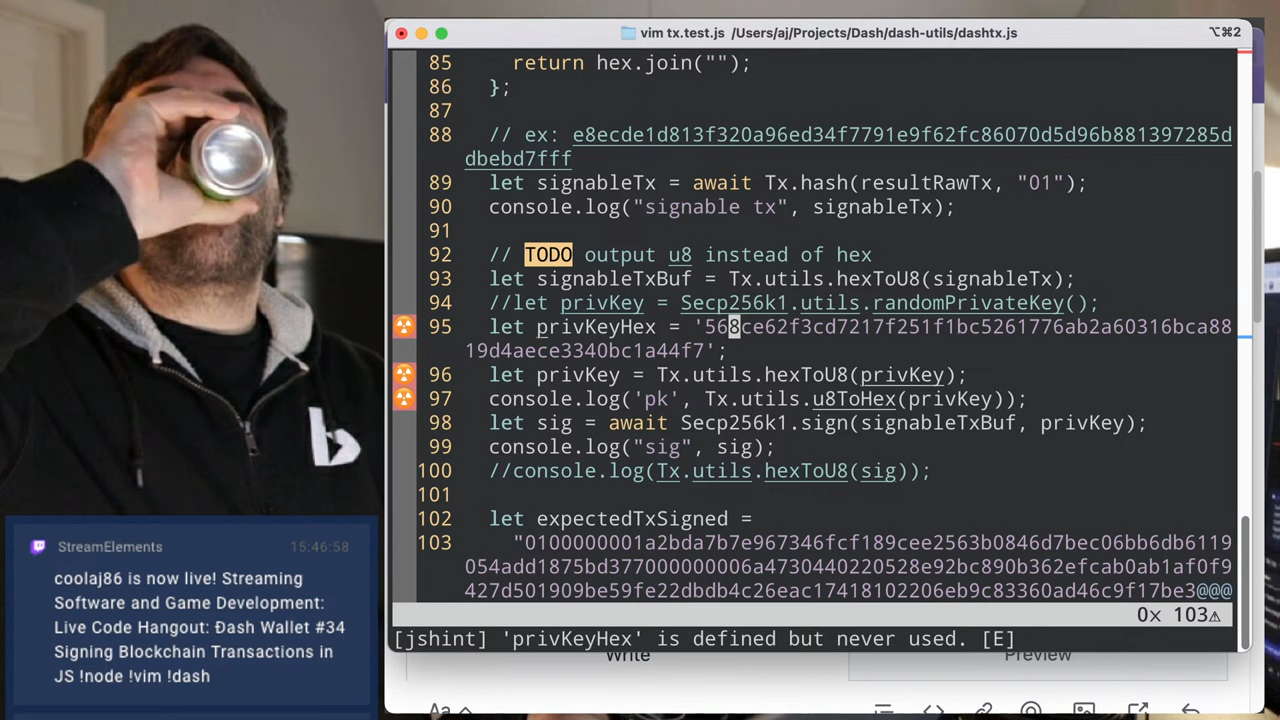 vim tx.test.js /Users/aj/Projects/Dash/dash-utils/dashtx.js
⌥⌘2
85 return hex.join("");
86 };
87
88 // ex: e8ecde1d813f320a96ed34f7791e9f62fc86070d5d96b881397285d
dbebd7fff
89 let signableTx = await Tx.hash(resultRawTx, "01");
90 console.log("signable tx", signableTx);
91
92 // TODO output u8 instead of hex
93 let signableTxBuf = Tx.utils.hexToU8(signableTx);
94 //let privKey = Secp256k1.utils.randomPrivateKey();
95 let privKeyHex = '568ce62f3cd7217f251f1bc5261776ab2a60316bca88
19d4aece3340bc1a44f7';
96 let privKey = Tx.utils.hexToU8(privKey);
97 console.log('pk', Tx.utils.u8ToHex(privKey));
98 let sig = await Secp256k1.sign(signableTxBuf, privKey);
99 console.log("sig", sig);
100 //console.log(Tx.utils.hexToU8(sig));
101
102 let expectedTxSigned =
103 "0100000001a2bda7b7e967346fcf189cee2563b0846d7bec06bb6db6119
054add1875bd377000000006a4730440220528e92bc890b362efcab0ab1af0f9
427d501909be59fe22dbdb4c26eac17418102206eb9c83360ad46c9f17be3@@@
0× 103⚠
[jshint] 'privKeyHex' is defined but never used. [E]
Write
Preview
Aa
StreamElements 15:46:58
coolaj86 is now live! Streaming
Software and Game Development:
Live Code Hangout: Đash Wallet #34
Signing Blockchain Transactions in
JS !node !vim !dash